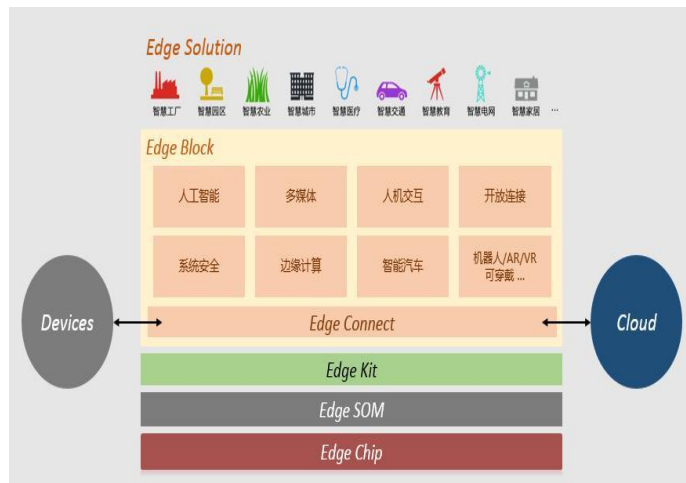 Edge Solution
智慧工厂 智慧园区 智慧农业 智慧城市 智慧医疗 智慧交通 智慧教育 智慧电网 智慧家居 ...
Edge Block
人工智能 多媒体 人机交互 开放连接
系统安全 边缘计算 智能汽车 机器人/AR/VR
可穿戴 ...
Devices
Edge Connect
Cloud
Edge Kit
Edge SOM
Edge Chip